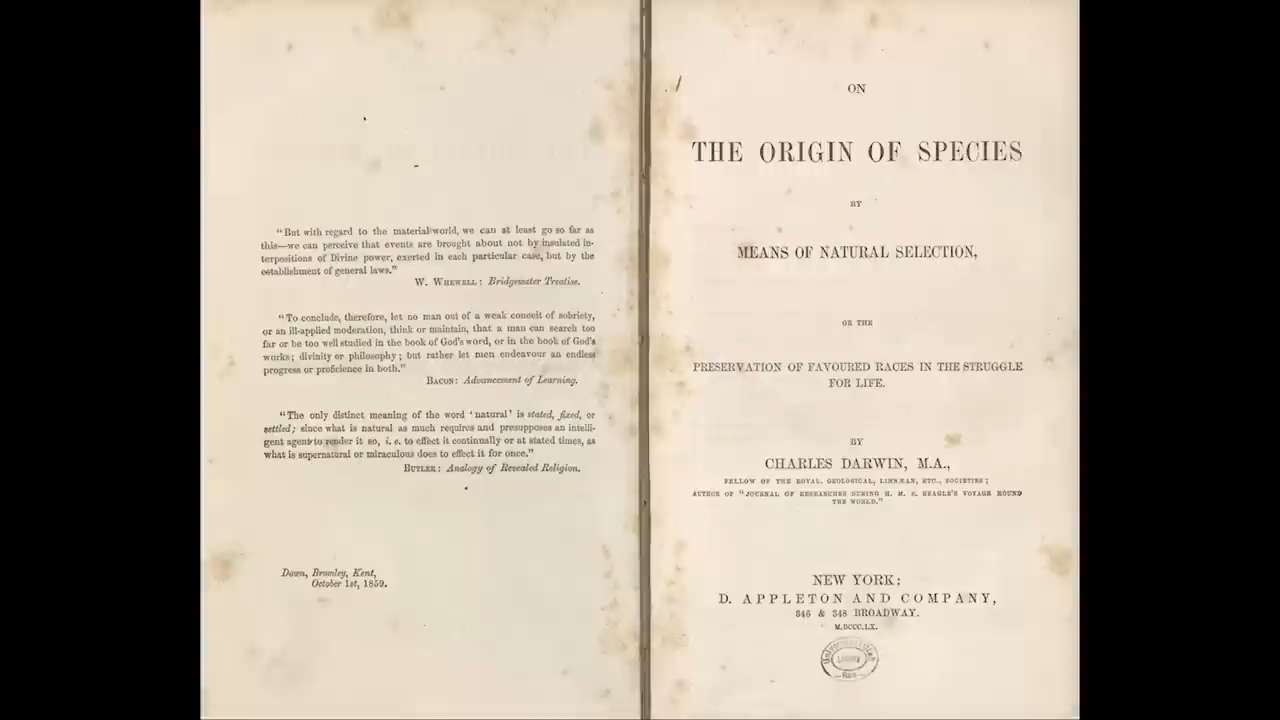 "But with regard to the material world, we can at least go so far as
this—we can perceive that events are brought about not by insulated in-
terpositions of Divine power, exerted in each particular case, but by the
establishment of general laws."
W. WHEWELL: Bridgewater Treatise.
"To conclude, therefore, let no man out of a weak conceit of sobriety,
or an ill-applied moderation, think or maintain, that a man can search too
far or be too well studied in the book of God's word, or in the book of God's
works; divinity or philosophy; but rather let men endeavour an endless
progress or proficience in both."
BACON: Advancement of Learning.
"The only distinct meaning of the word 'natural' is stated, fixed, or
settled; since what is natural as much requires and presupposes an intelli-
gent agent to render it so, i. e. to effect it continually or at stated times, as
what is supernatural or miraculous does to effect it for once."
BUTLER: Analogy of Revealed Religion.
Down, Bromley, Kent,
October 1st, 1859.
ON
THE ORIGIN OF SPECIES
BY
MEANS OF NATURAL SELECTION,
OR THE
PRESERVATION OF FAVOURED RACES IN THE STRUGGLE
FOR LIFE.
BY
CHARLES DARWIN, M.A.,
FELLOW OF THE ROYAL, GEOLOGICAL, LINNÆAN, ETC., SOCIETIES;
AUTHOR OF "JOURNAL OF RESEARCHES DURING H. M. S. BEAGLE'S VOYAGE ROUND
THE WORLD."
NEW YORK:
D. APPLETON AND COMPANY,
346 & 348 BROADWAY.
M.DCCC.LX.
Library